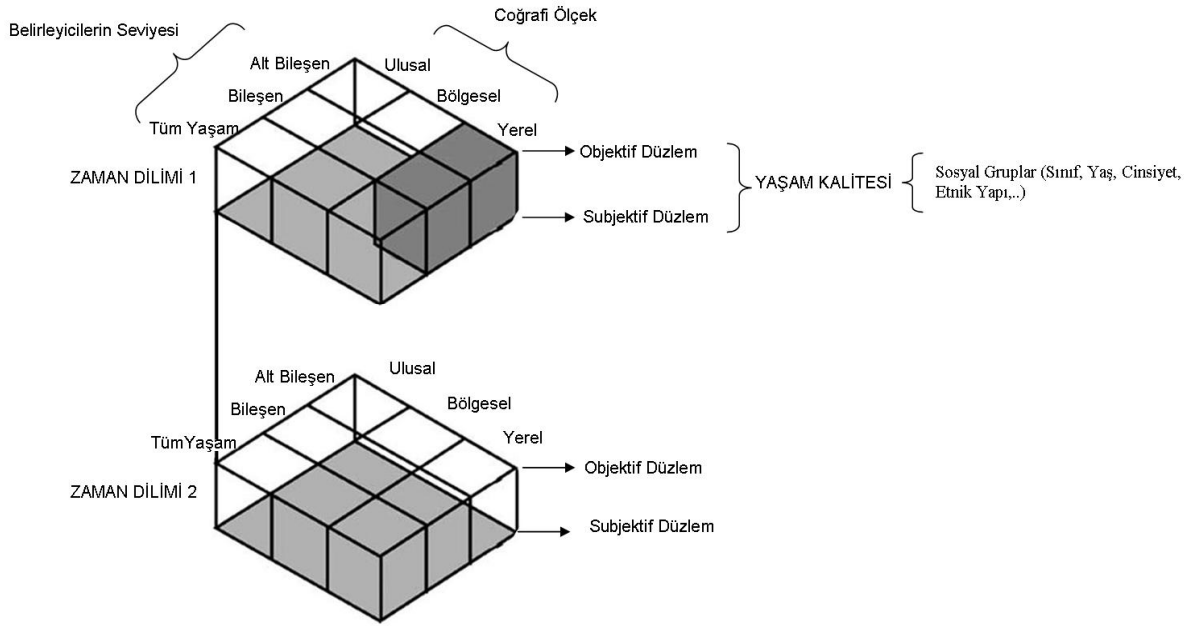 Coğrafi Ölçek
Belirleyicilerin Seviyesi
Alt Bileşen
Ulusal
Bileşen
Bölgesel
Tüm Yaşam
Yerel
Objektif Düzlem
ZAMAN DİLİMİ 1
YAŞAM KALİTESİ
Sosyal Gruplar (Sınıf, Yaş, Cinsiyet,
Etnik Yapı,..)
Subjektif Düzlem
Ulusal
Alt Bileşen
Bileşen
Bölgesel
TümYaşam
Yerel
Objektif Düzlem
ZAMAN DİLİMİ 2
Subjektif Düzlem